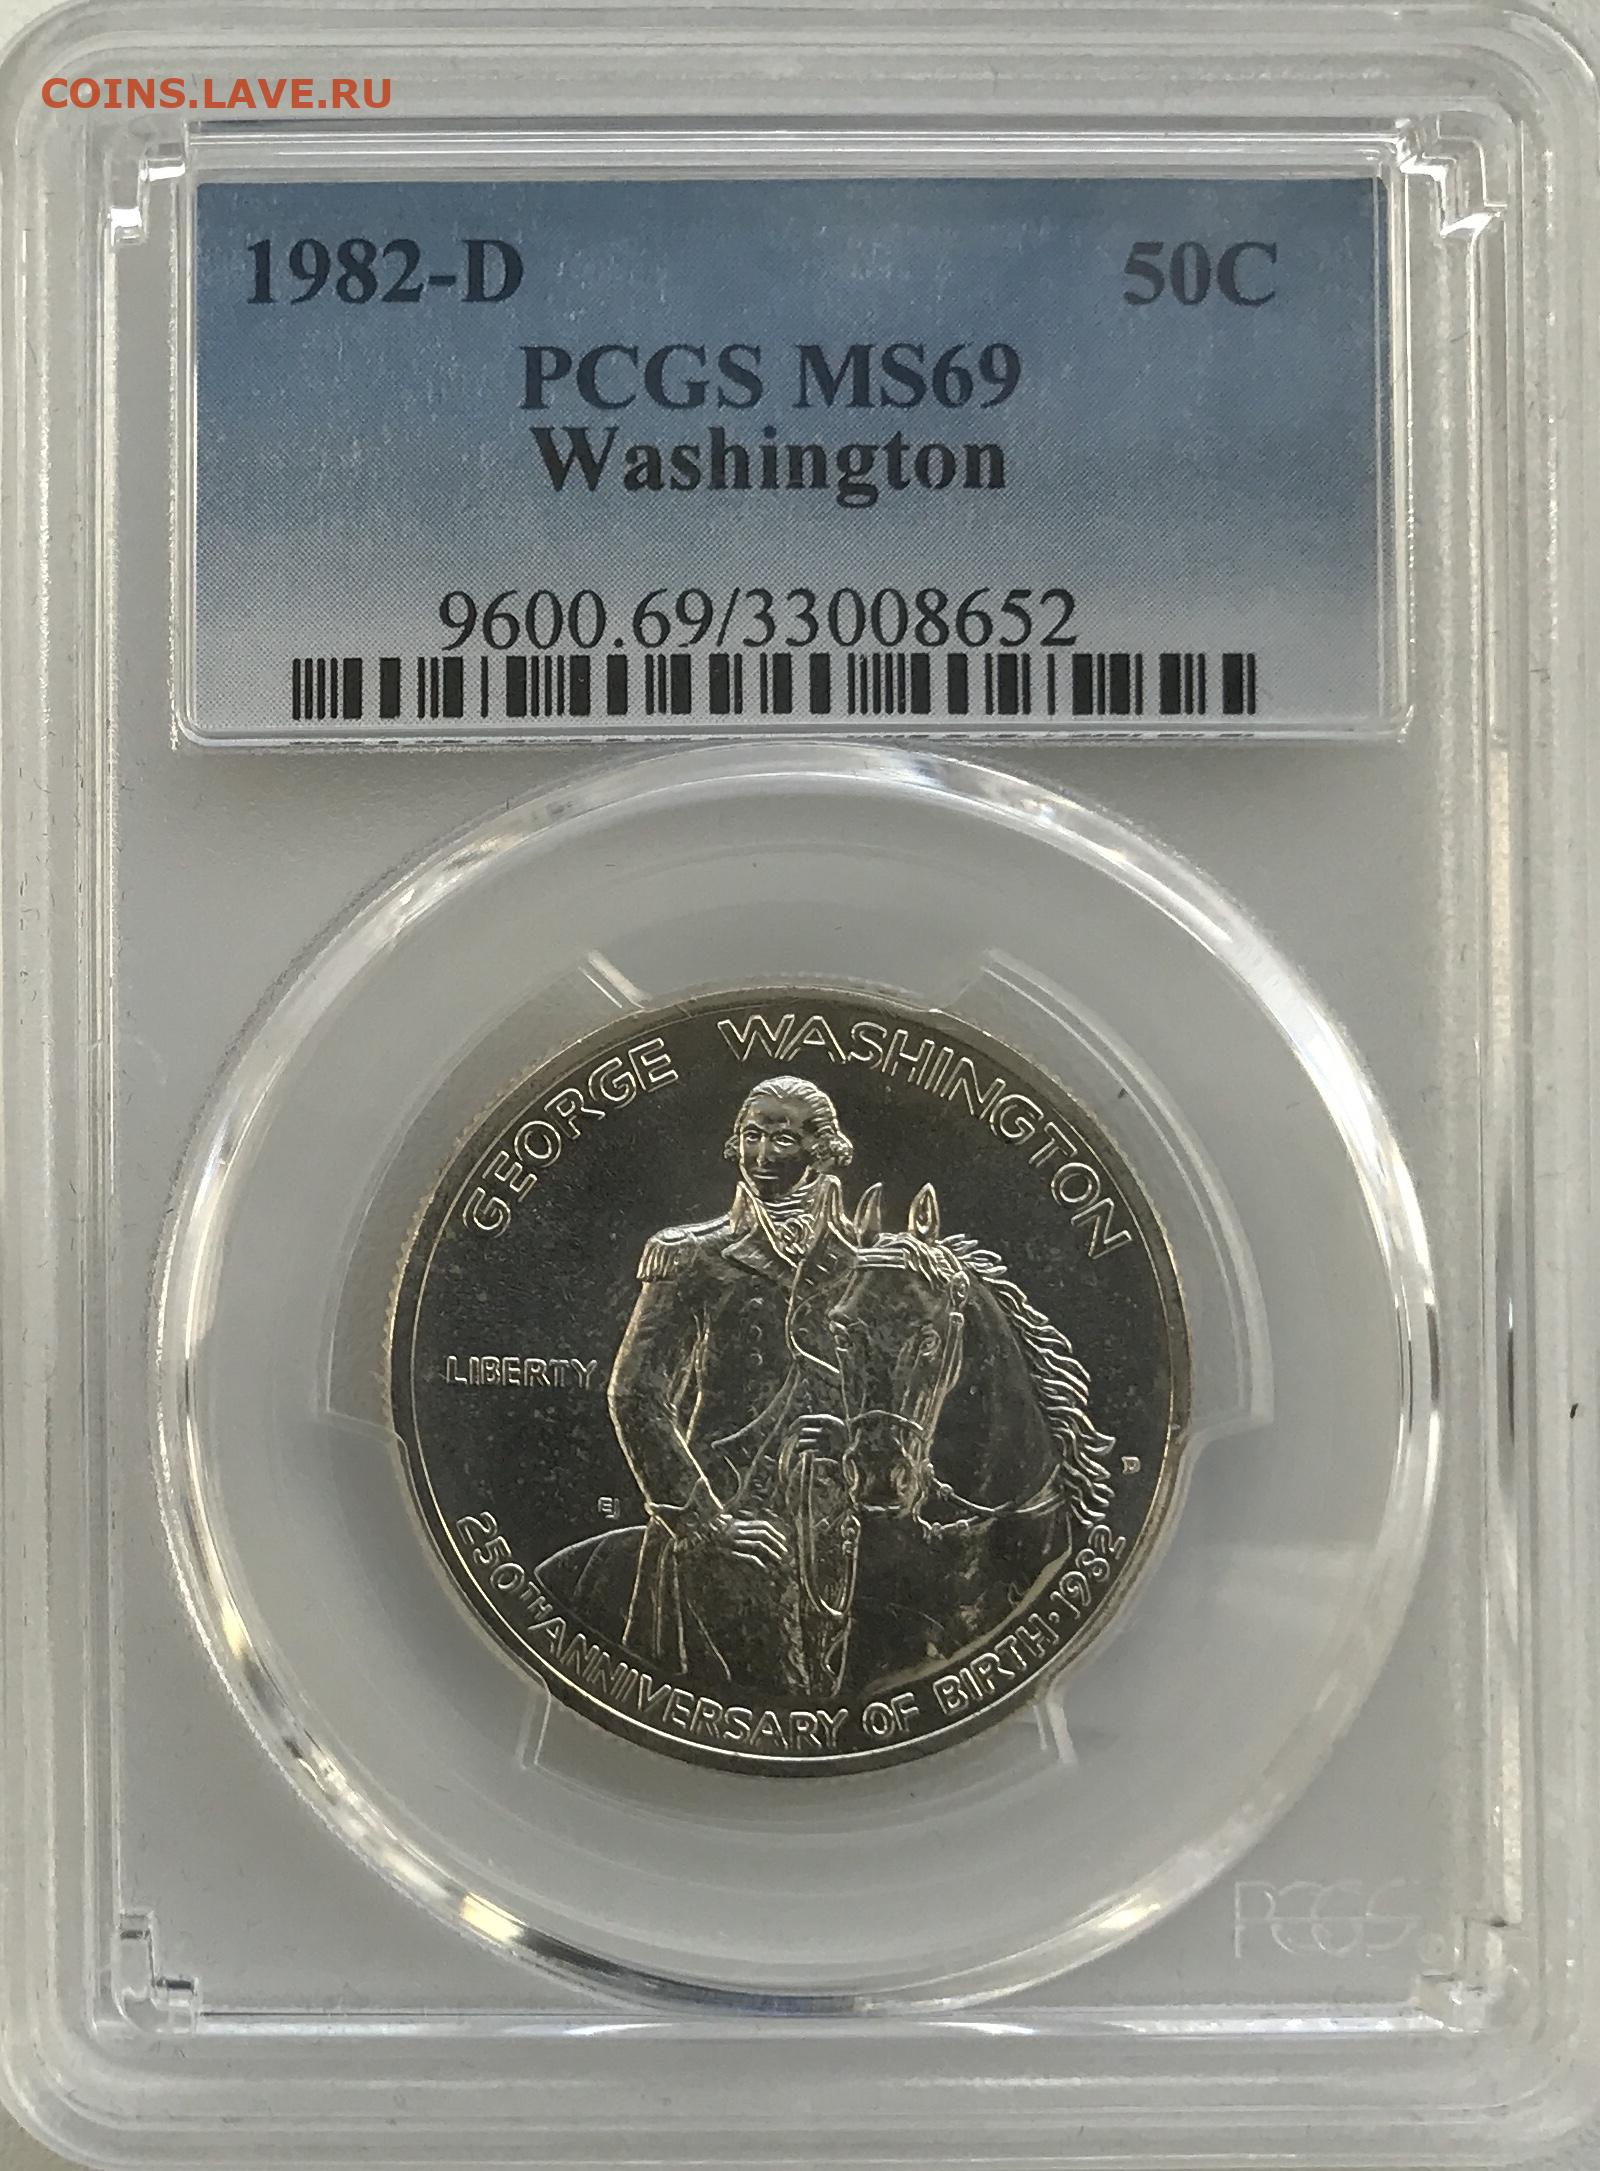 COINS.LAVE.RU
1982-D 50C
PCGS MS69
Washington
9600.69/33008652
GEORGE WASHINGTON
LIBERTY
EJ
D
250TH ANNIVERSARY OF BIRTH·1982
PCGS